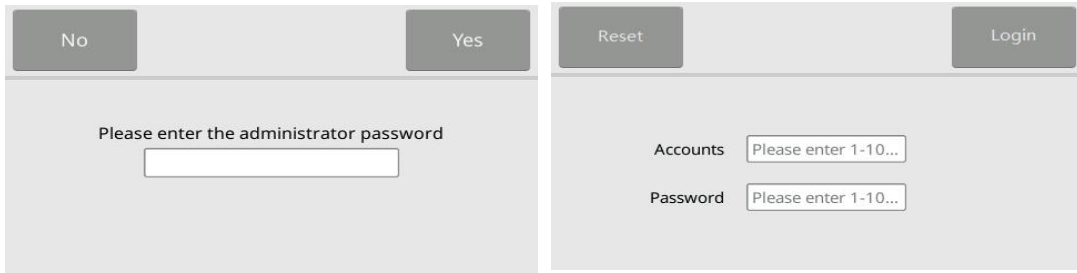 No
Yes
Please enter the administrator password
Reset
Login
Accounts
Please enter 1-10...
Password
Please enter 1-10...